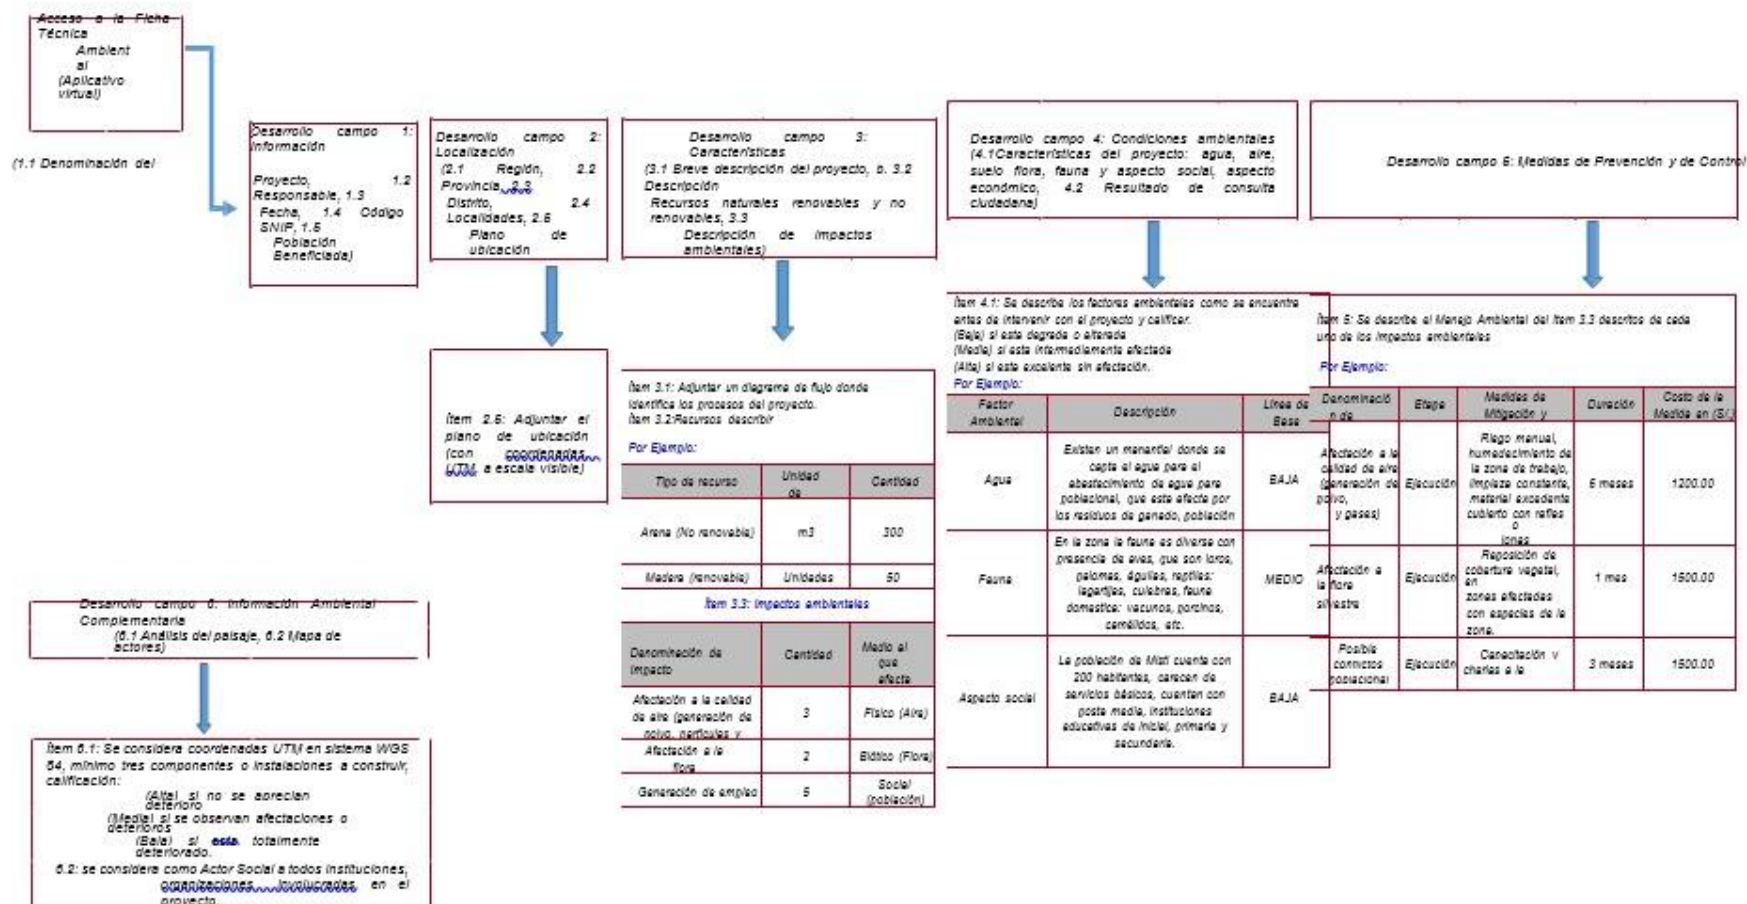 Acceso a la Ficha
Técnica
Ambient
al
(Aplicativo
virtual)
(1.1 Denominación del
Desarrollo campo 1:
Información
Proyecto, 1.2
Responsable, 1.3
Fecha, 1.4 Código
SNIP, 1.5
Población
Beneficiada)
Desarrollo campo 2:
Localización
(2.1 Región, 2.2
Provincia, 2.3
Distrito, 2.4
Localidades, 2.5
Plano de
ubicación
Ítem 2.5: Adjuntar el
plano de ubicación
(con coordenadas
UTM, a escala visible)
Desarrollo campo 3:
Características
(3.1 Breve descripción del proyecto, b. 3.2
Descripción
Recursos naturales renovables y no
renovables, 3.3
Descripción de impactos
ambientales)
Ítem 3.1: Adjuntar un diagrama de flujo donde
identifica los procesos del proyecto.
Ítem 3.2:Recursos describir
Por Ejemplo:
Tipo de recurso Unidad Cantidad
de
Arena (No renovable) m3 300
Madera (renovable) Unidades 50
Ítem 3.3: Impactos ambientales
Denominación de
Impacto
Cantidad
Medio al
que
afecta
Afectación a la calidad
de aire (generación de
polvo, partículas y
3
Físico (Aire)
Afectación a la
flora
2
Biótico (Flora)
Generación de empleo
5
Social
(población)
Desarrollo campo 4: Condiciones ambientales
(4.1Características del proyecto: agua, aire,
suelo flora, fauna y aspecto social, aspecto
económico, 4.2 Resultado de consulta
ciudadana)
Ítem 4.1: Se describe los factores ambientales como se encuentra
antes de intervenir con el proyecto y calificar.
(Baja) si esta degrada o alterada
(Media) si esta intermediamente afectada
(Alta) si esta excelente sin afectación.
Por Ejemplo:
Factor
Ambiental
Descripción
Línea de
Base
Agua
Existen un manantial donde se
capta el agua para el
abastecimiento de agua para
poblacional, que esta afecta por
los residuos de ganado, población
BAJA
Fauna
En la zona la fauna es diversa con
presencia de aves, que son loros,
palomas, águilas, reptiles:
lagartijas, culebras, fauna
domestica: vacunos, porcinos,
camélidos, etc.
MEDIO
Aspecto social
La población de Misti cuenta con
200 habitantes, carecen de
servicios básicos, cuentan con
posta media, instituciones
educativas de inicial, primaria y
secundaria.
BAJA
Desarrollo campo 5: Medidas de Prevención y de Control
Ítem 5: Se describe el Manejo Ambiental del ítem 3.3 descritos de cada
uno de los impactos ambientales
Por Ejemplo:
Denominació
n de
Etapa
Medidas de
Mitigación y
Duración
Costo de la
Medida en (S/.)
Afectación a la
calidad de aire
(generación de
polvo,
y gases)
Ejecución
Riego manual,
humedecimiento de
la zona de trabajo,
limpieza constante,
material excedente
cubierto con rafias
o
lonas
6 meses
1200.00
Afectación a
la flora
silvestre
Ejecución
Reposición de
cobertura vegetal,
en
zonas afectadas
con especies de la
zona.
1 mes
1500.00
Posible
conflictos
poblacional
Ejecución
Capacitación y
charlas a la
3 meses
1500.00
Desarrollo campo 6: Información Ambiental
Complementaria
(6.1 Análisis del paisaje, 6.2 Mapa de
actores)
Ítem 6.1: Se considera coordenadas UTM en sistema WGS
84, mínimo tres componentes o instalaciones a construir,
calificación:
(Alta) si no se aprecian
deterioro
(Media) si se observan afectaciones o
deterioros
(Baja) si esta totalmente
deteriorado.
6.2: se considera como Actor Social a todos instituciones,
organizaciones involucradas en el
proyecto.